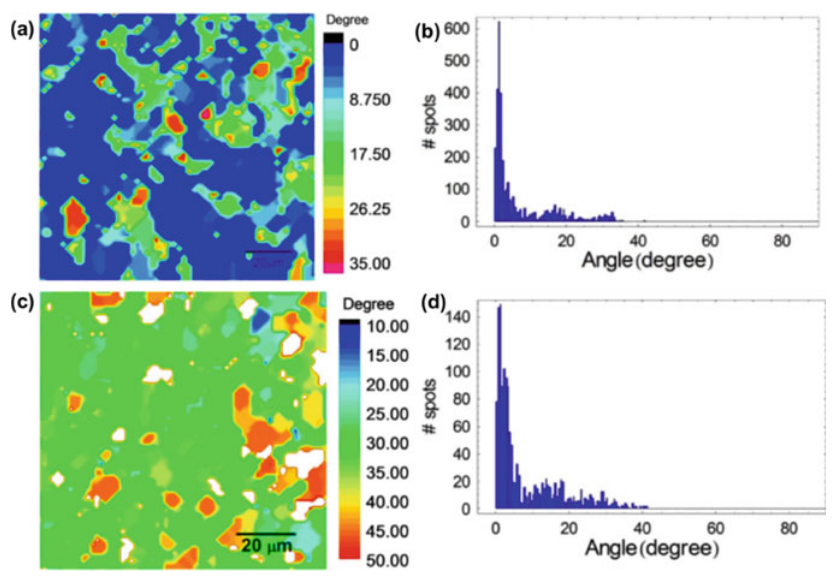 (a)
Degree
0
8.750
17.50
26.25
35.00
(b)
# spots
600
500
400
300
200
100
0
0 20 40 60 80
Angle(degree)
(c)
20 μm
Degree
10.00
15.00
20.00
25.00
30.00
35.00
40.00
45.00
50.00
(d)
# spots
140
120
100
80
60
40
20
0
0 20 40 60 80
Angle(degree)